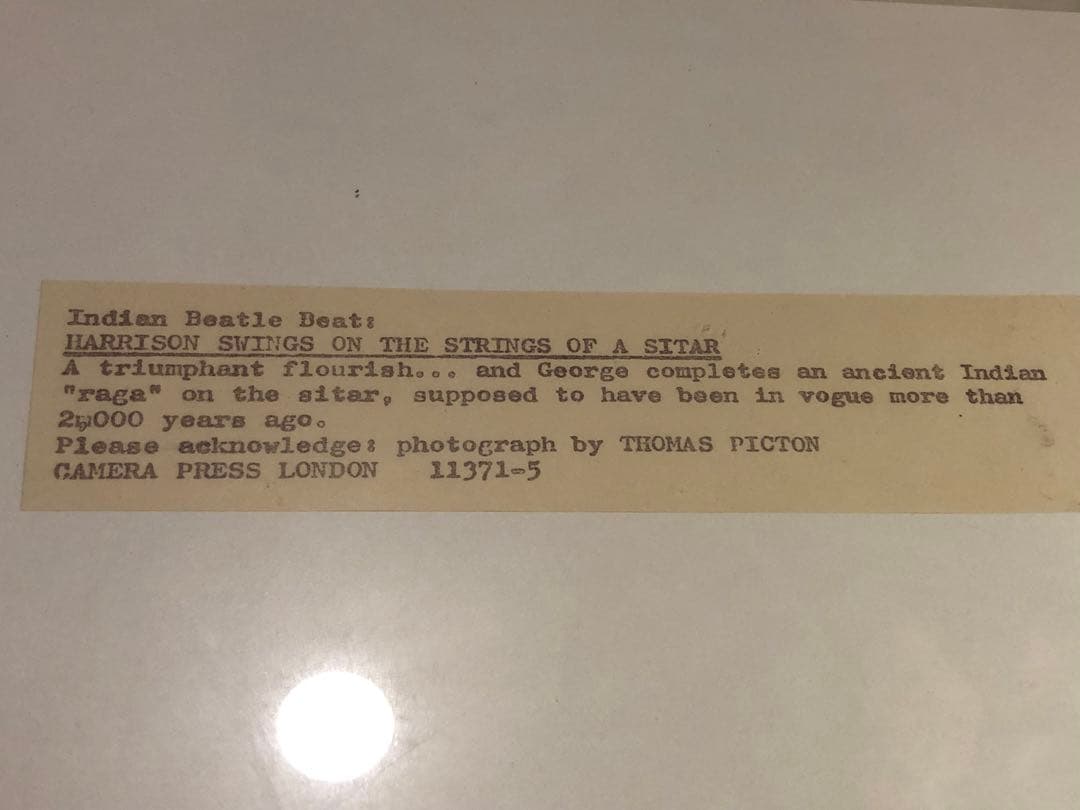 Indian Beatle Beat:
HARRISON SWINGS ON THE STRINGS OF A SITAR
A triumphant flourish... and George completes an ancient Indian
"raga" on the sitar, supposed to have been in vogue more than
2,000 years ago.
Please acknowledge: photograph by THOMAS PICTON
CAMERA PRESS LONDON 11371-5